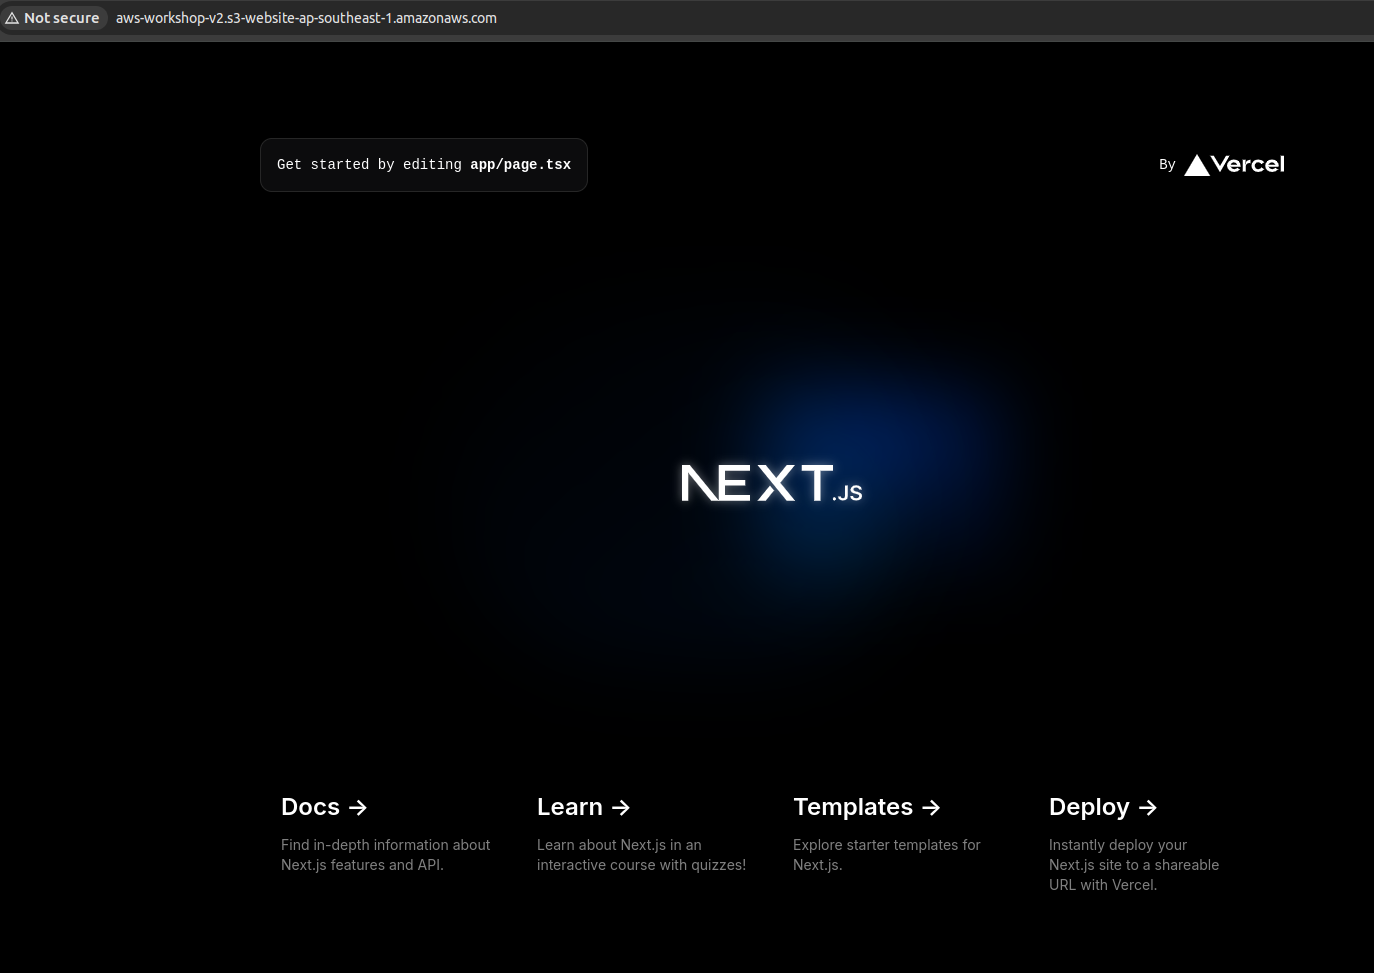 Not secure aws-workshop-v2.s3-website-ap-southeast-1.amazonaws.com
Get started by editing app/page.tsx
By Vercel
NEXT.JS
Docs ->
Find in-depth information about
Next.js features and API.
Learn ->
Learn about Next.js in an
interactive course with quizzes!
Templates ->
Explore starter templates for
Next.js.
Deploy ->
Instantly deploy your
Next.js site to a shareable
URL with Vercel.